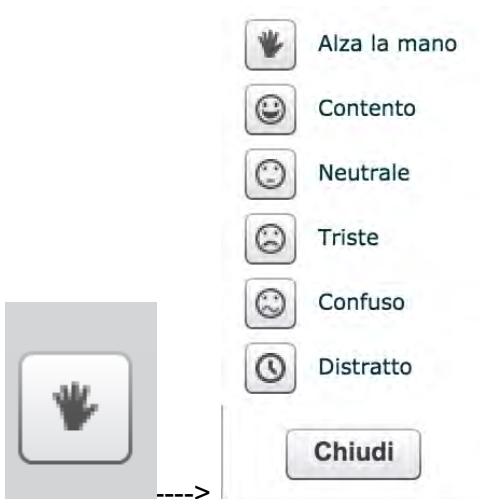 Alza la mano
Contento
Neutrale
Triste
Confuso
Distratto
Chiudi
---->